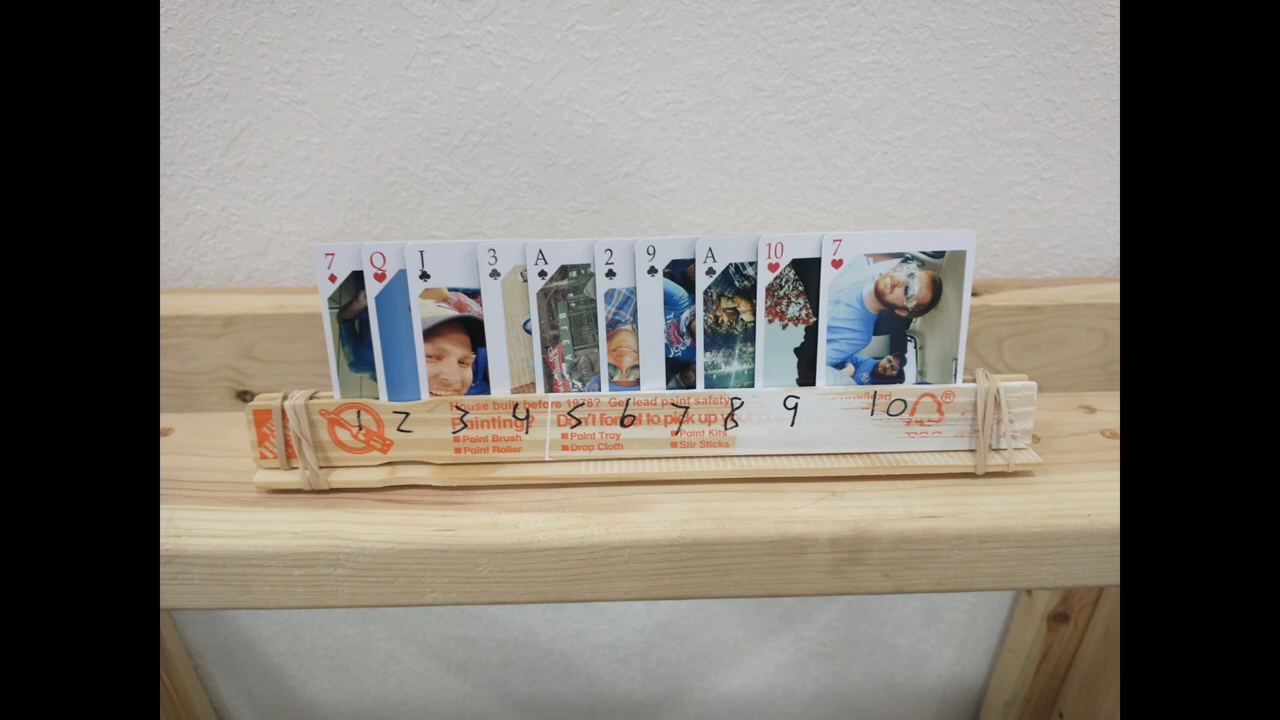 7 Q J 3 A 2 9 A 10 7
1 2 3 4 5 6 7 8 9 10
House built before 1978? Get lead paint safety
Painting? Don't forget to pick up
Paint Brush Paint Tray Paint Kits
Paint Roller Drop Cloth Stir Sticks